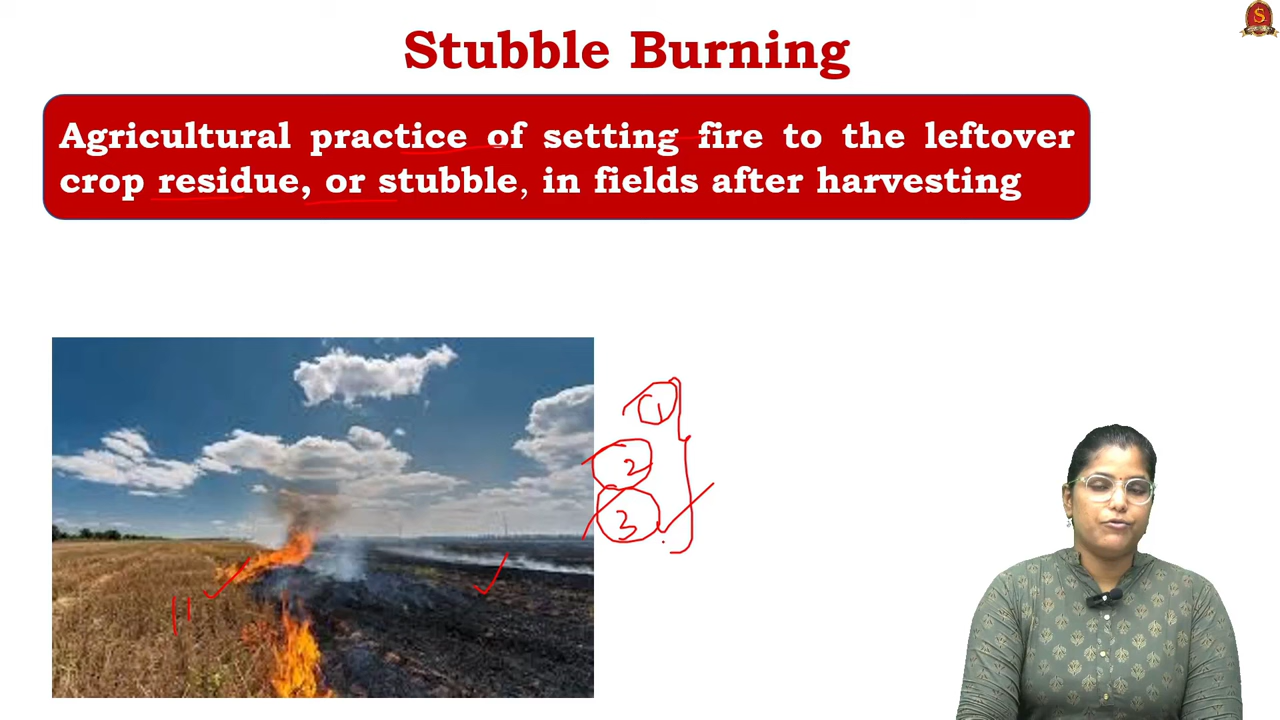 Stubble Burning
Agricultural practice of setting fire to the leftover
crop residue, or stubble, in fields after harvesting
1
2
3